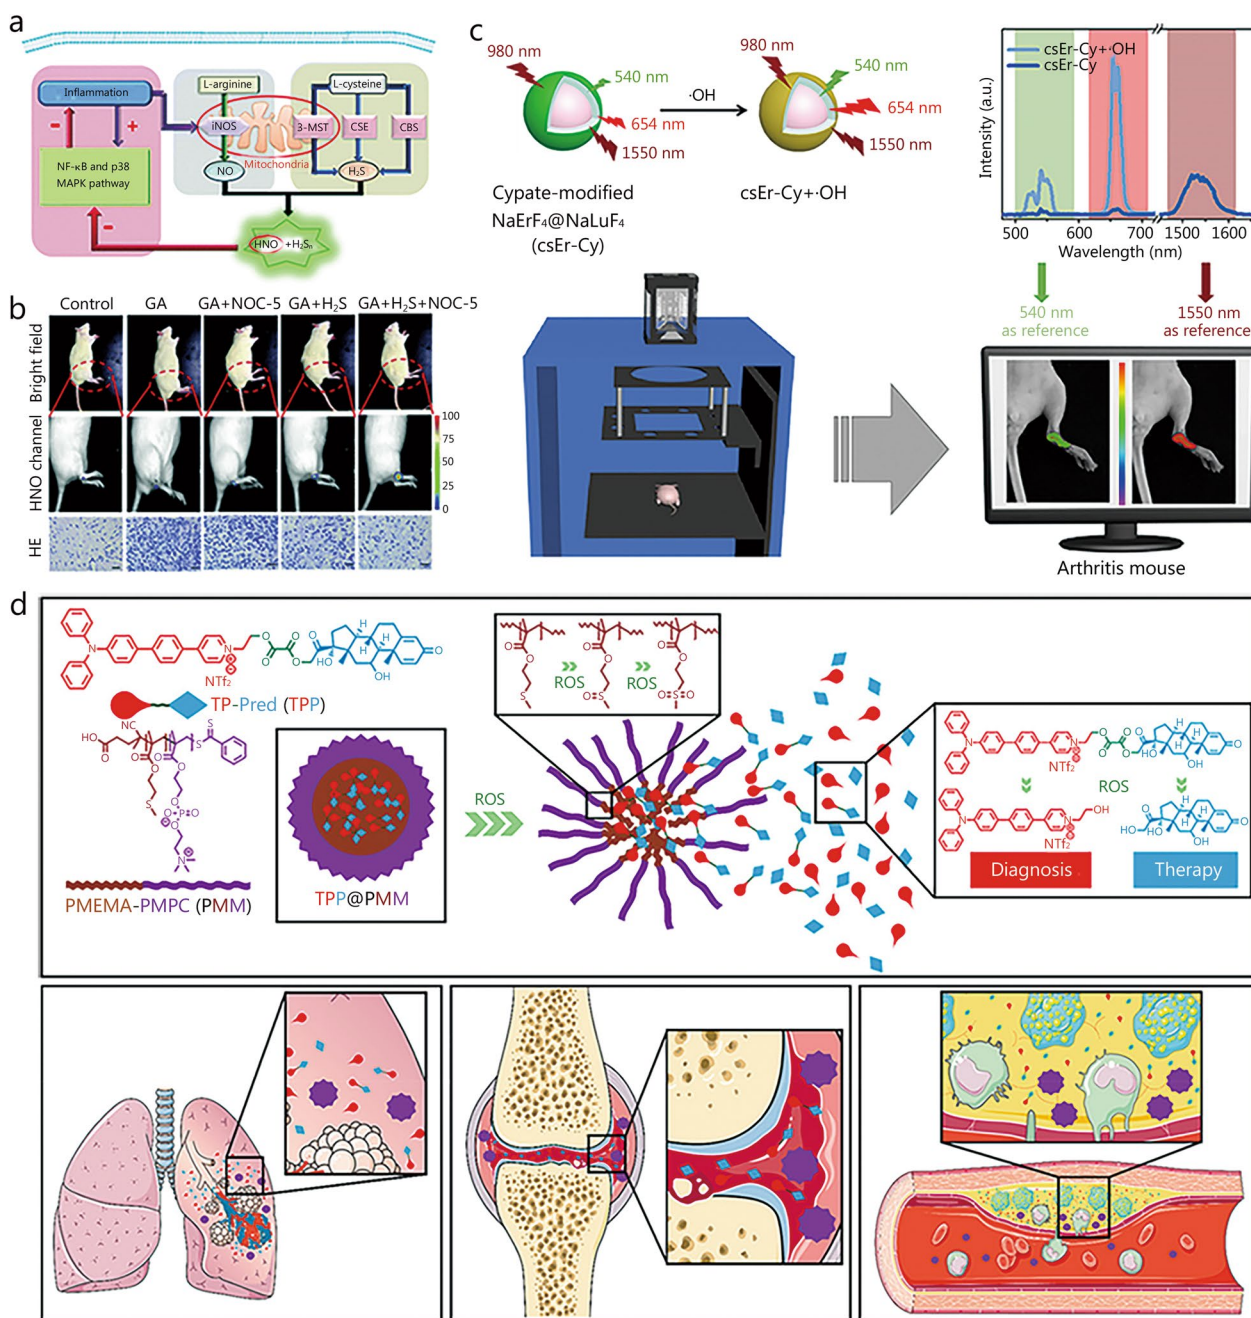 a
Inflammation
L-arginine
L-cysteine
iNOS
3-MST
CSE
CBS
Mitochondria
NF-κB and p38
MAPK pathway
NO
H₂S
HNO +H₂Sₙ
−
+
−
b
Control
GA
GA+NOC-5
GA+H₂S
GA+H₂S+NOC-5
Bright field
HNO channel
HE
100
75
50
25
0
c
980 nm
540 nm
654 nm
1550 nm
·OH
980 nm
540 nm
654 nm
1550 nm
Cypate-modified
NaErF₄@NaLuF₄
(csEr-Cy)
csEr-Cy+·OH
csEr-Cy+·OH
csEr-Cy
Intensity (a.u.)
500 600 700 1500 1600
Wavelength (nm)
540 nm
as reference
1550 nm
as reference
Arthritis mouse
d
NTf₂
TP-Pred (TPP)
PMEMA-PMPC (PMM)
TPP@PMM
ROS
ROS
ROS
NTf₂
ROS
NTf₂
Diagnosis
Therapy